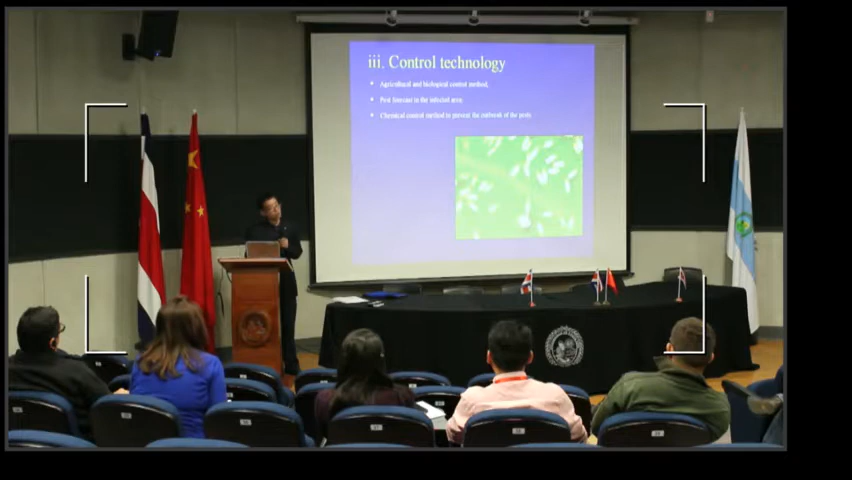 iii. Control technology
Agricultural and biological control method;
Pest forecast in the infected area;
Chemical control method to prevent the outbreak of the pests